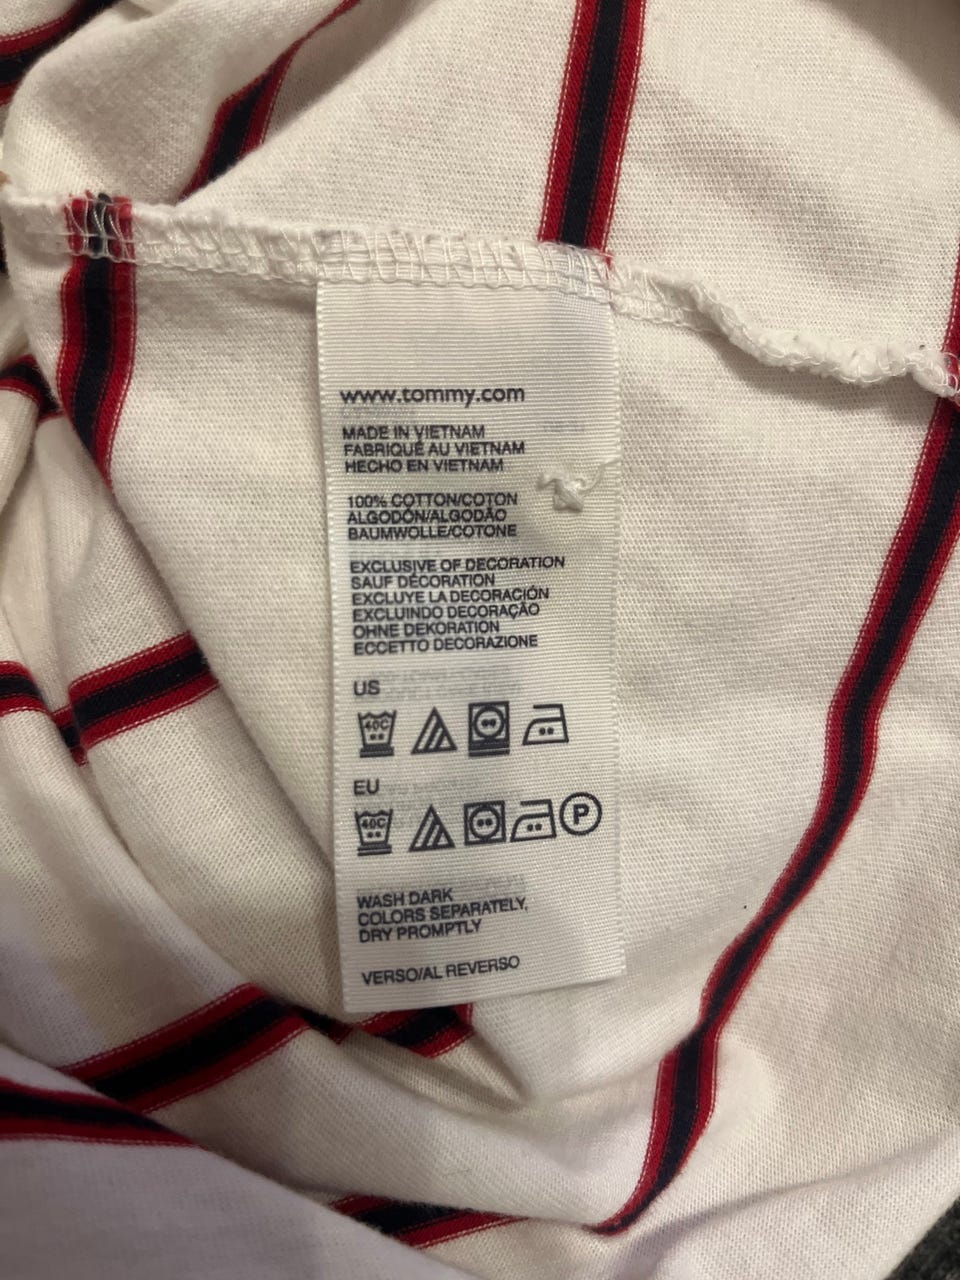 www.tommy.com
MADE IN VIETNAM
FABRIQUÉ AU VIETNAM
HECHO EN VIETNAM
100% COTTON/COTON
ALGODÓN/ALGODÃO
BAUMWOLLE/COTONE
EXCLUSIVE OF DECORATION
SAUF DÉCORATION
EXCLUYE LA DECORACIÓN
EXCLUINDO DECORAÇÃO
OHNE DEKORATION
ECCETTO DECORAZIONE
US
40C
EU
40C P
WASH DARK
COLORS SEPARATELY,
DRY PROMPTLY
VERSO/AL REVERSO